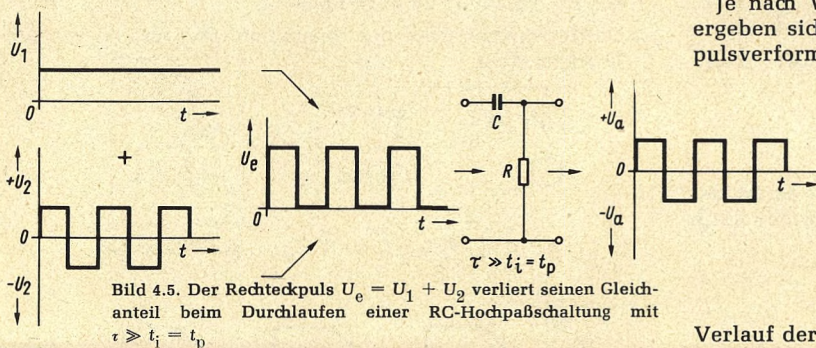 Je nach
ergeben sich
pulsverform
U₁
0
t
+
+U₂
0
-U₂
t
Uₑ
0
t
C
R
τ ≫ tᵢ = tₚ
+Uₐ
0
-Uₐ
t
Bild 4.5. Der Rechteckpuls Uₑ = U₁ + U₂ verliert seinen Gleich-
anteil beim Durchlaufen einer RC-Hochpaßschaltung mit
τ ≫ tᵢ = tₚ
Verlauf der